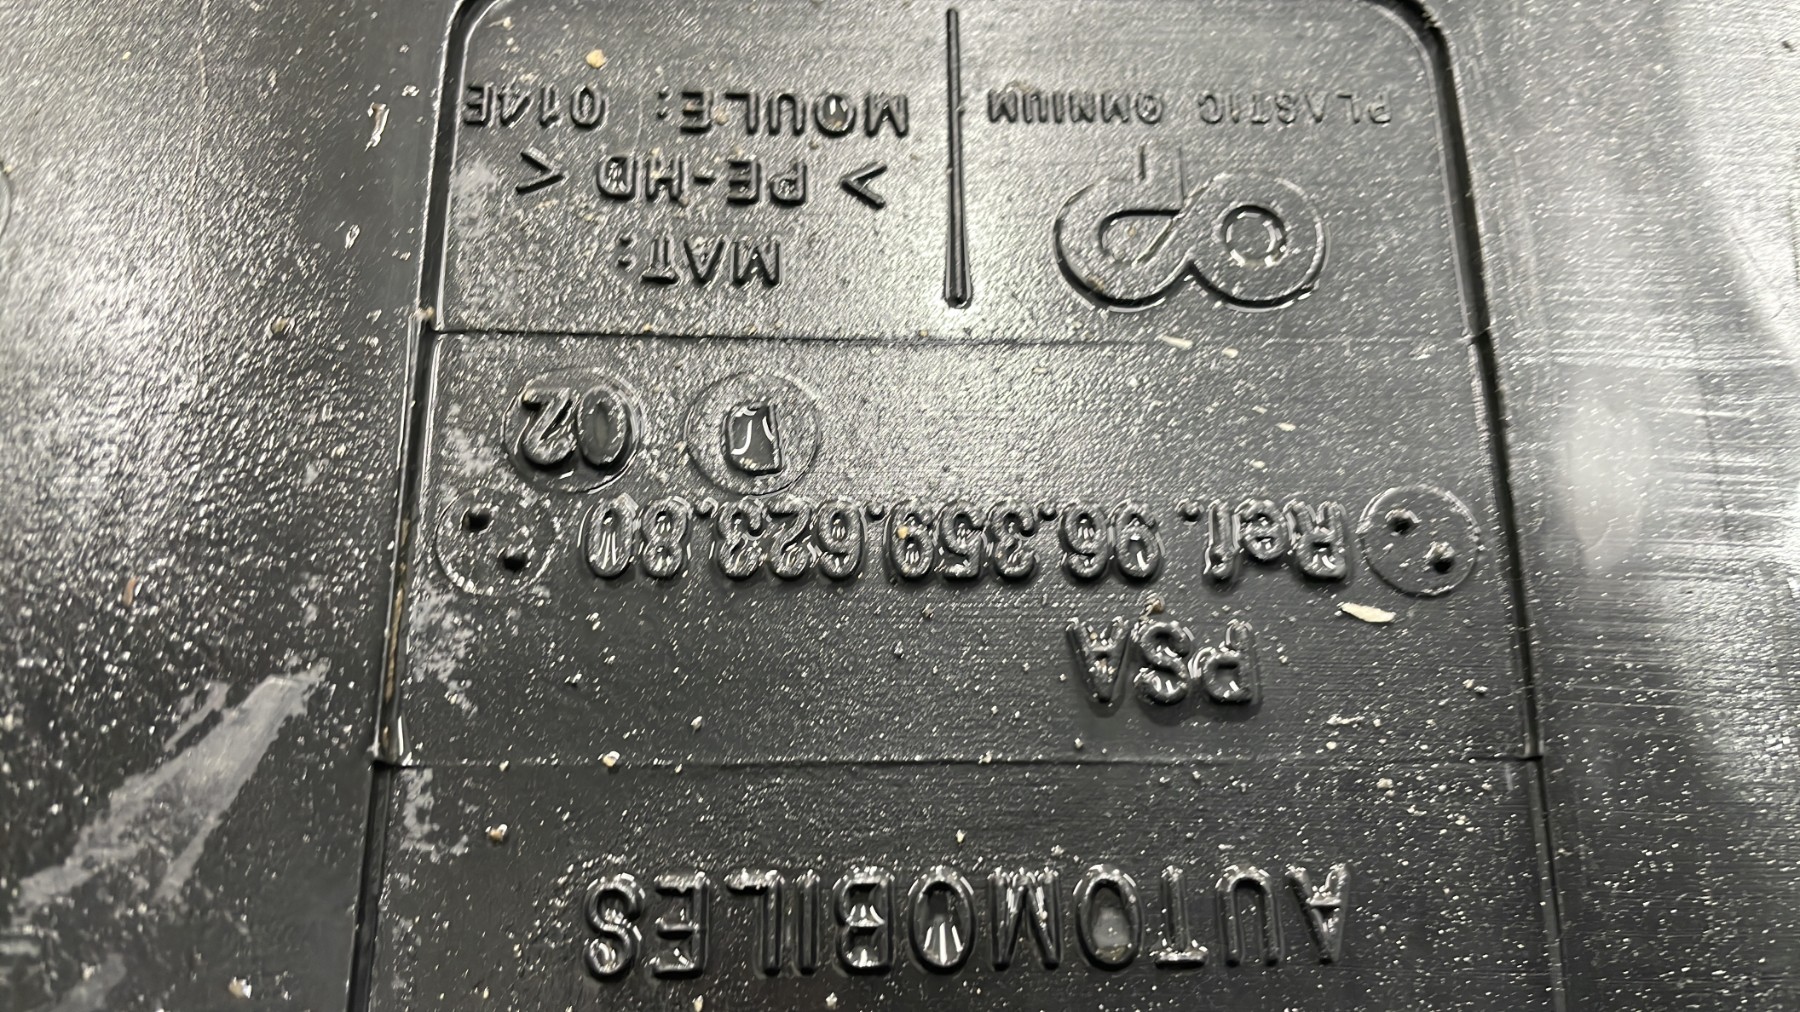 AUTOMOBILES
PSA
Ref. 96.359.623.80
D 02
PLASTIC OMNIUM
MAT:
> PE-HD <
MOULE: 014E